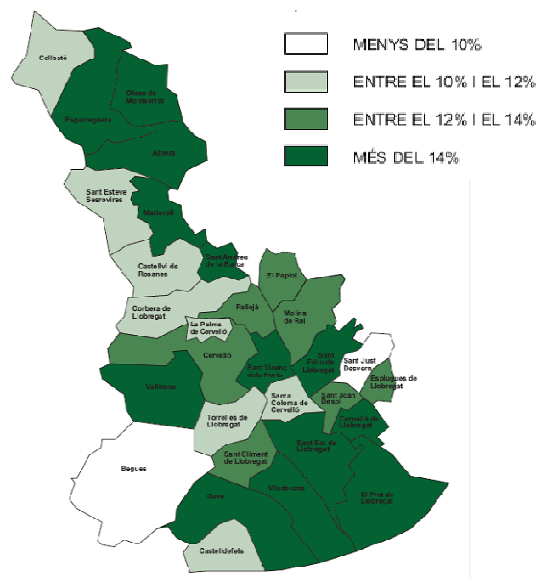 MENYS DEL 10%
ENTRE EL 10% I EL 12%
ENTRE EL 12% I EL 14%
MÉS DEL 14%
Collbató
Olesa de
Montserrat
Esparreguera
Abrera
Sant Esteve
Sesrovires
Martorell
Castellví de
Rosanes
Sant Andreu
de la Barca
El Papiol
Corbera de
Llobregat
Pallejà
Molins
de Rei
La Palma
de Cervelló
Cervelló
Sant Vicenç
dels Horts
Sant
Feliu de
Llobregat
Sant Just
Desvern
Esplugues de
Llobregat
Vallirana
Santa
Coloma de
Cervelló
Sant Joan
Despí
Cornellà de
Llobregat
Torrelles de
Llobregat
Sant Boi de
Llobregat
Sant Climent
de Llobregat
Begues
Gavà
Viladecans
El Prat de
Llobregat
Castelldefels